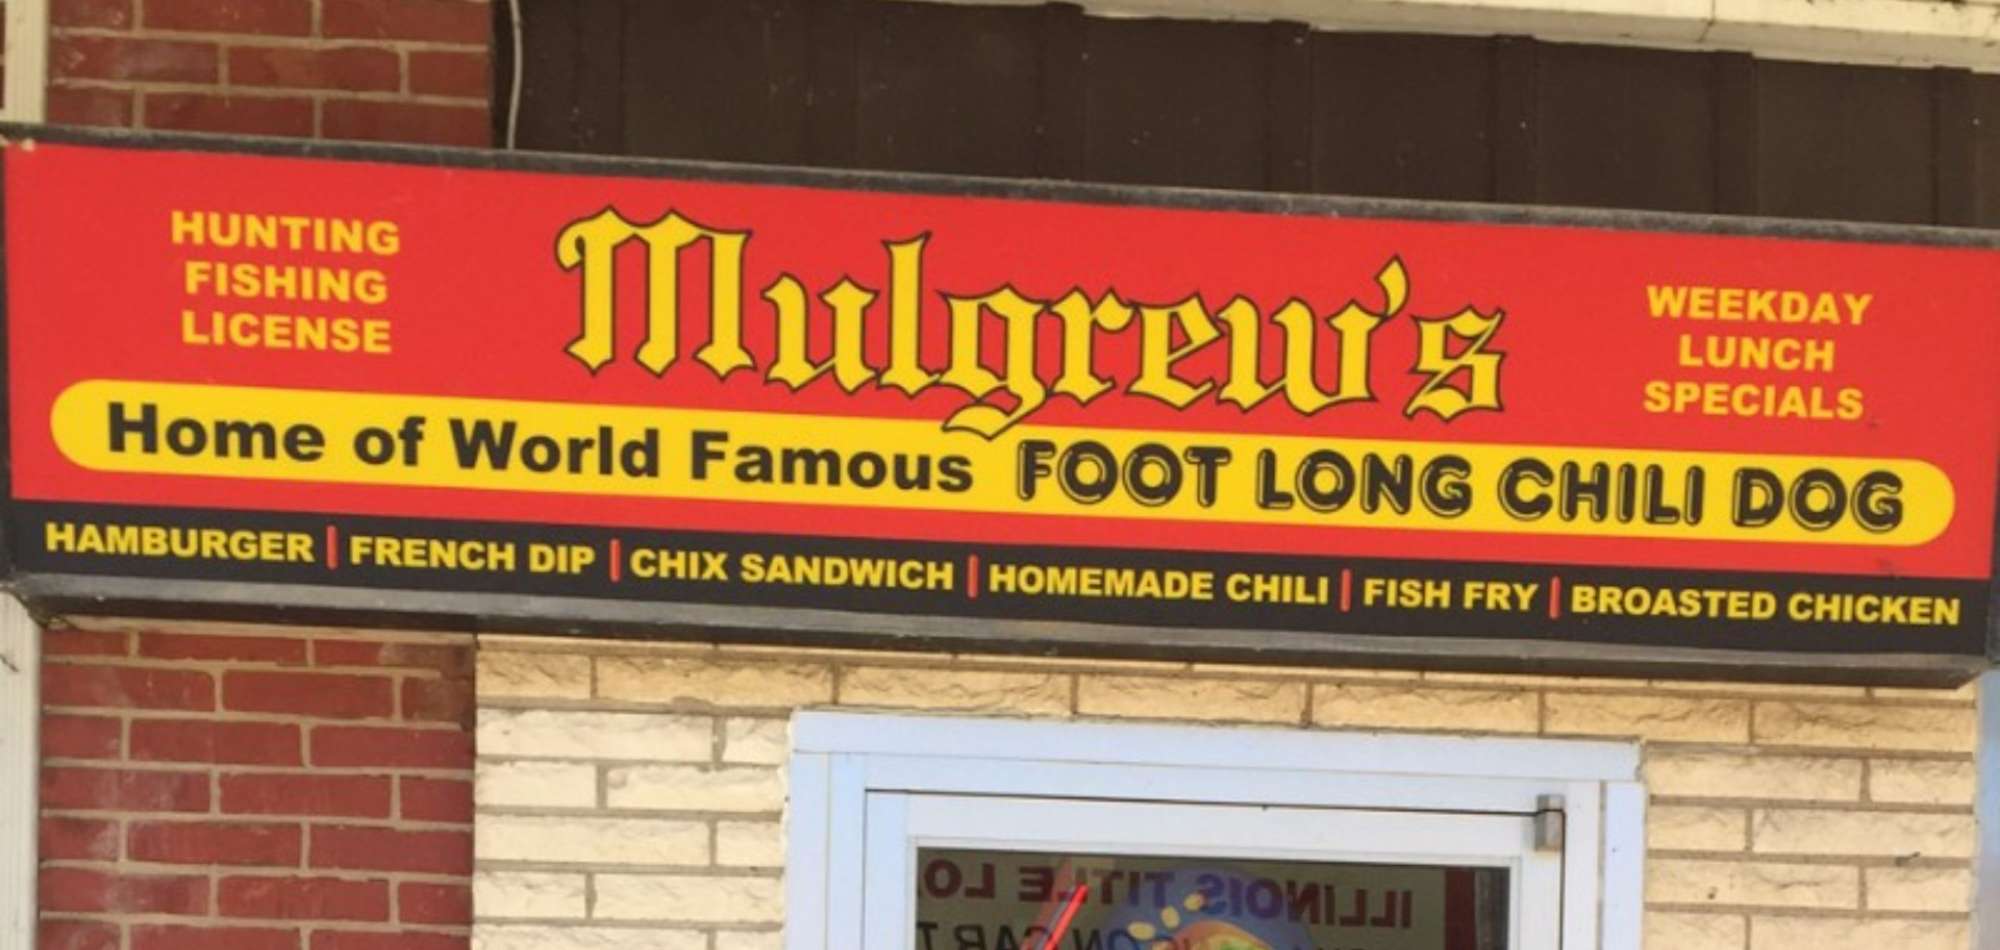 HUNTING
FISHING
LICENSE
Mulgrew's
WEEKDAY
LUNCH
SPECIALS
Home of World Famous FOOT LONG CHILI DOG
HAMBURGER | FRENCH DIP | CHIX SANDWICH | HOMEMADE CHILI | FISH FRY | BROASTED CHICKEN
ILLINOIS TITLE LO